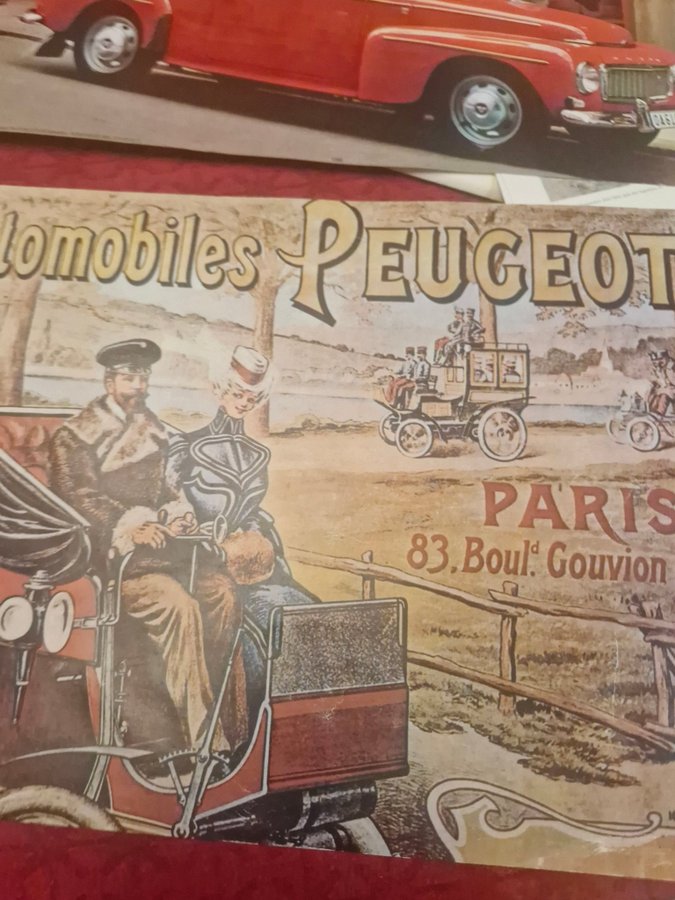 tomobiles PEUGEOT
PARIS
83. Boul.d Gouvion